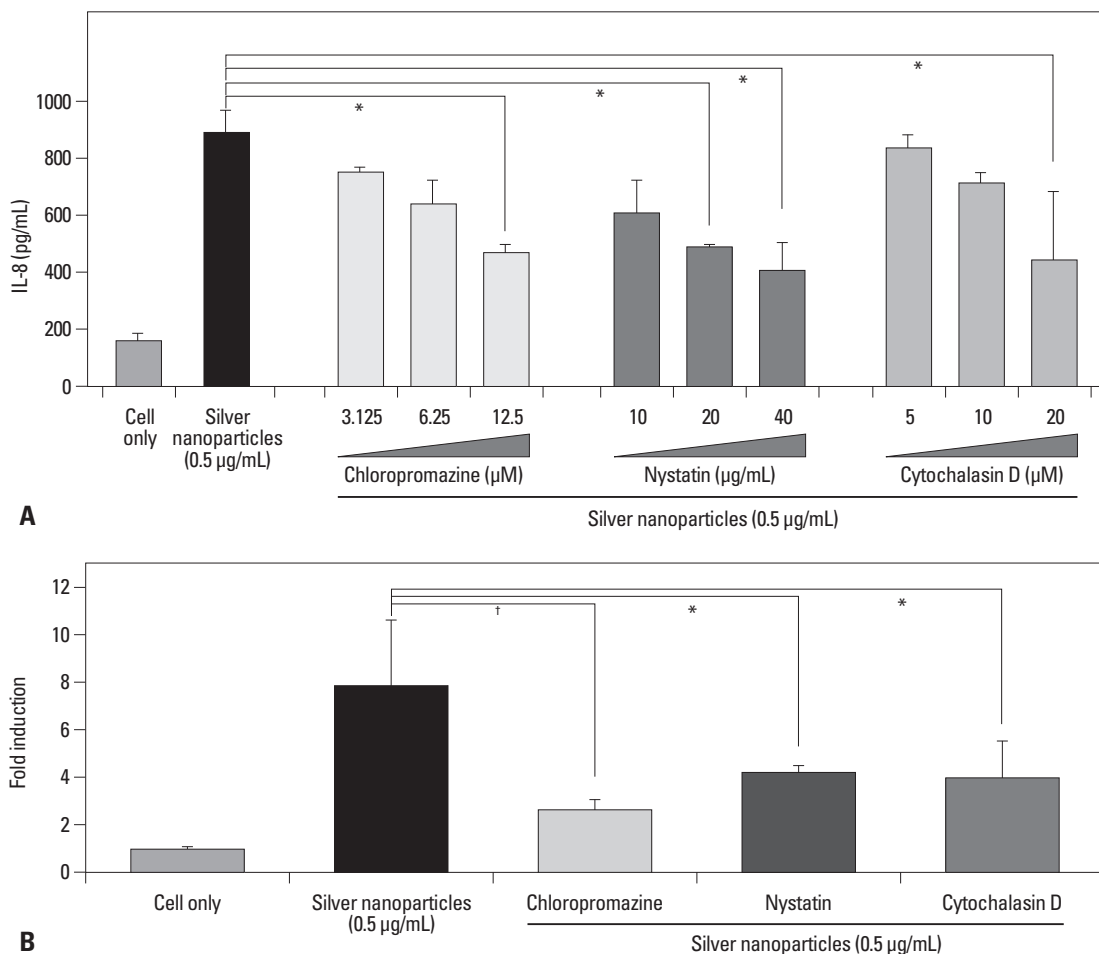 1000
800
600
400
200
0
IL-8 (pg/mL)
*
*
*
*
Cell
only
Silver
nanoparticles
(0.5 µg/mL)
3.125 6.25 12.5
Chloropromazine (µM)
10 20 40
Nystatin (µg/mL)
5 10 20
Cytochalasin D (µM)
Silver nanoparticles (0.5 µg/mL)
A
12
10
8
6
4
2
0
Fold induction
†
*
*
Cell only
Silver nanoparticles
(0.5 µg/mL)
Chloropromazine
Nystatin
Cytochalasin D
Silver nanoparticles (0.5 µg/mL)
B